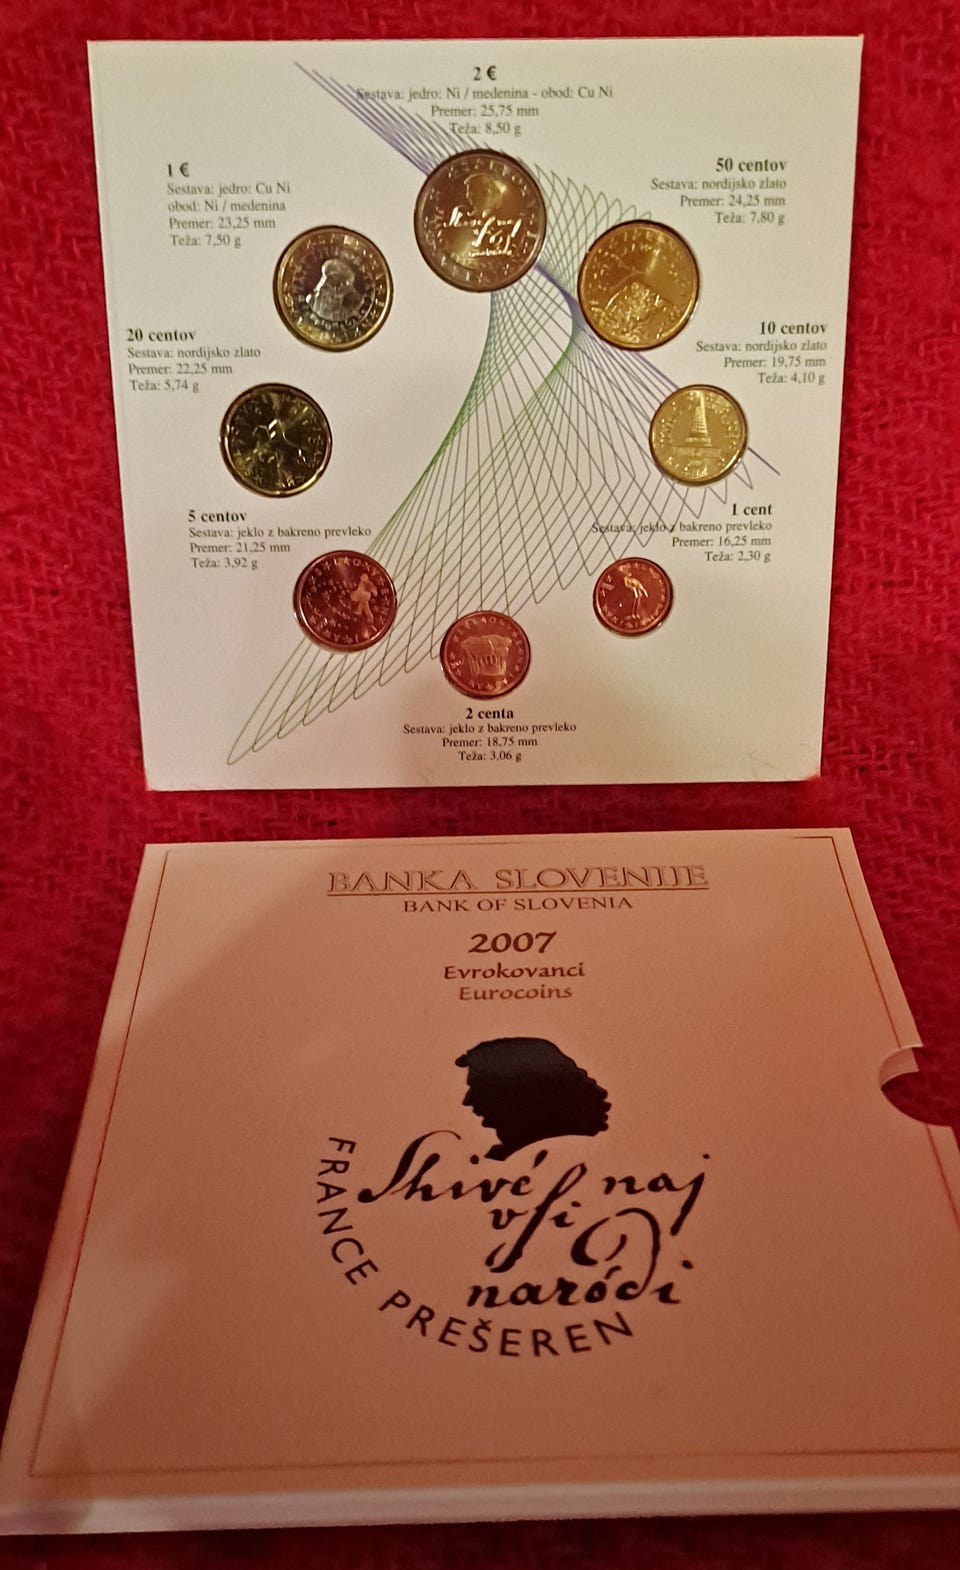 2 €
Sestava: jedro: Ni / medenina - obod: Cu Ni
Premer: 25,75 mm
Teža: 8,50 g
1 €
Sestava: jedro: Cu Ni
obod: Ni / medenina
Premer: 23,25 mm
Teža: 7,50 g
50 centov
Sestava: nordijsko zlato
Premer: 24,25 mm
Teža: 7,80 g
20 centov
Sestava: nordijsko zlato
Premer: 22,25 mm
Teža: 5,74 g
10 centov
Sestava: nordijsko zlato
Premer: 19,75 mm
Teža: 4,10 g
5 centov
Sestava: jeklo z bakreno prevleko
Premer: 21,25 mm
Teža: 3,92 g
1 cent
Sestava: jeklo z bakreno prevleko
Premer: 16,25 mm
Teža: 2,30 g
2 centa
Sestava: jeklo z bakreno prevleko
Premer: 18,75 mm
Teža: 3,06 g
BANKA SLOVENIJE
BANK OF SLOVENIA
2007
Evrokovanci
Eurocoins
Shivé naj
vſi
naródi
FRANCE PREŠEREN